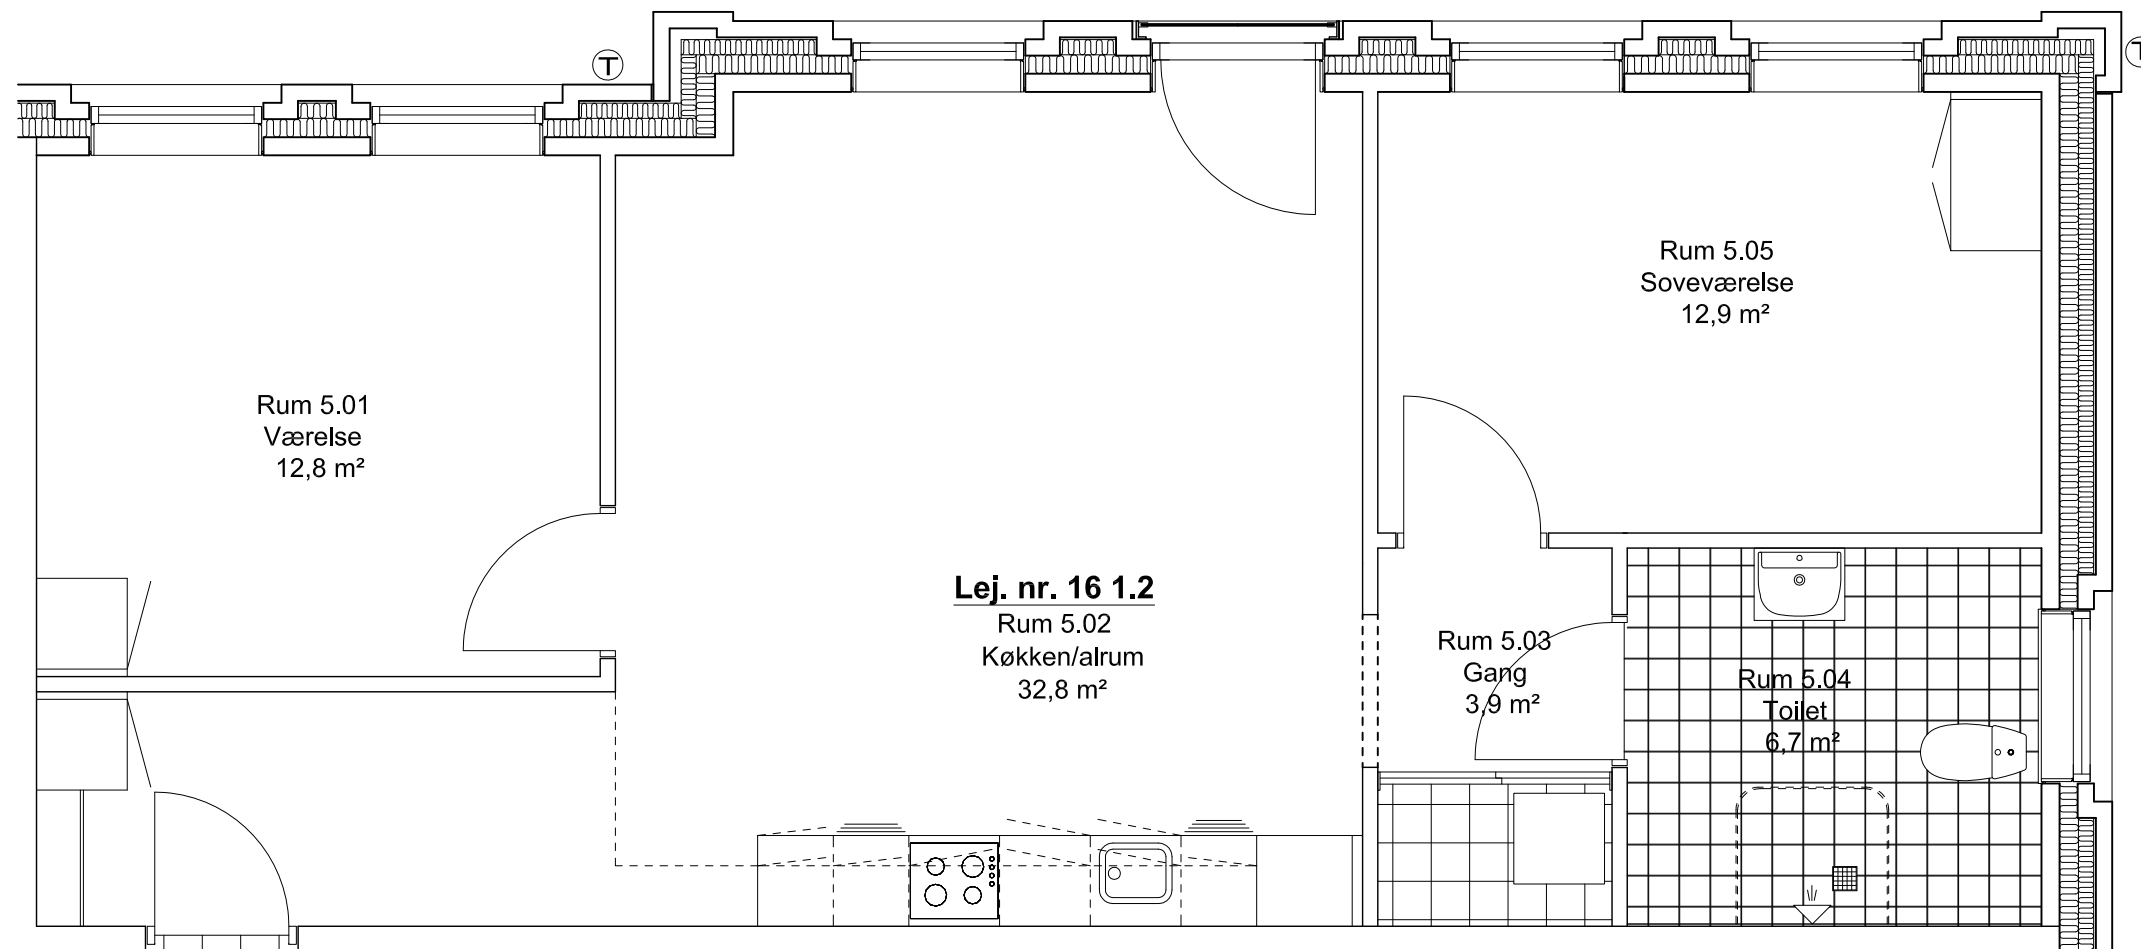 T
T
Rum 5.05
Soveværelse
12,9 m²
Rum 5.01
Værelse
12,8 m²
Lej. nr. 16 1.2
Rum 5.02
Køkken/alrum
32,8 m²
Rum 5.03
Gang
3,9 m²
Rum 5.04
Toilet
6,7 m²